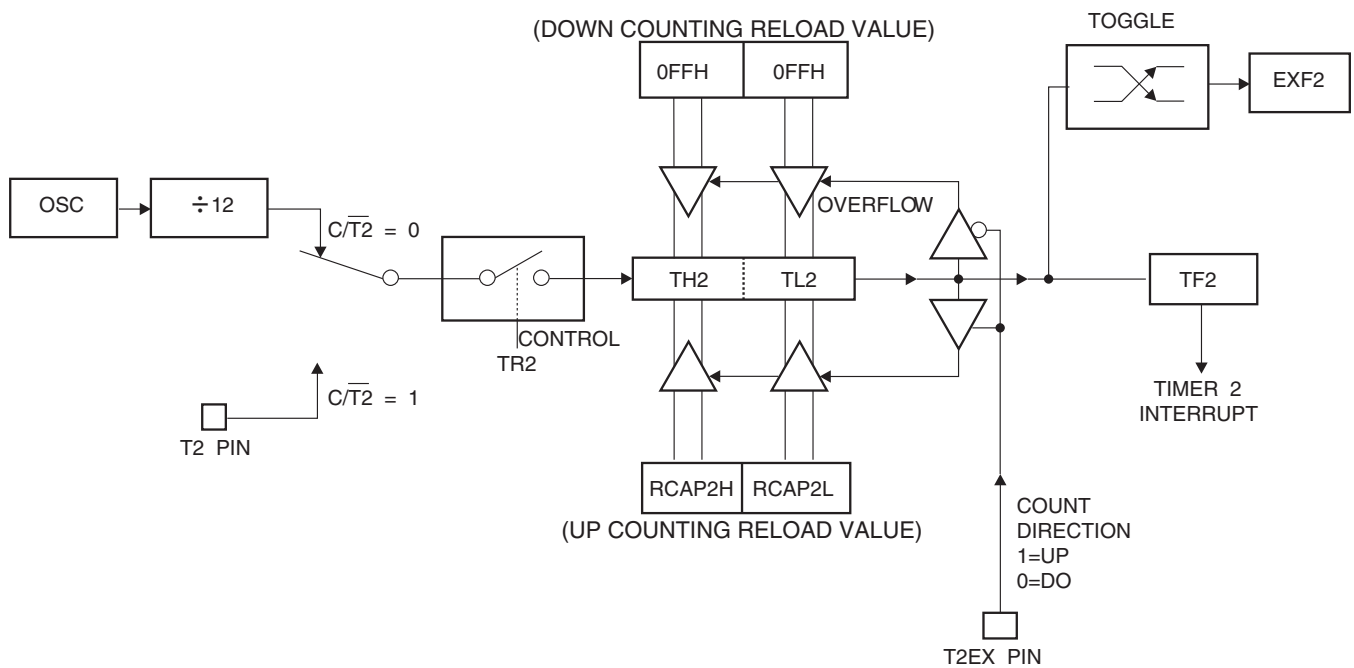 TOGGLE
(DOWN COUNTING RELOAD VALUE)
0FFH
0FFH
EXF2
OSC
÷12
OVERFLOW
C/T2̅ = 0
TH2
TL2
TF2
CONTROL
TR2
C/T2̅ = 1
TIMER 2
INTERRUPT
T2 PIN
RCAP2H
RCAP2L
(UP COUNTING RELOAD VALUE)
COUNT
DIRECTION
1=UP
0=DO
T2EX PIN